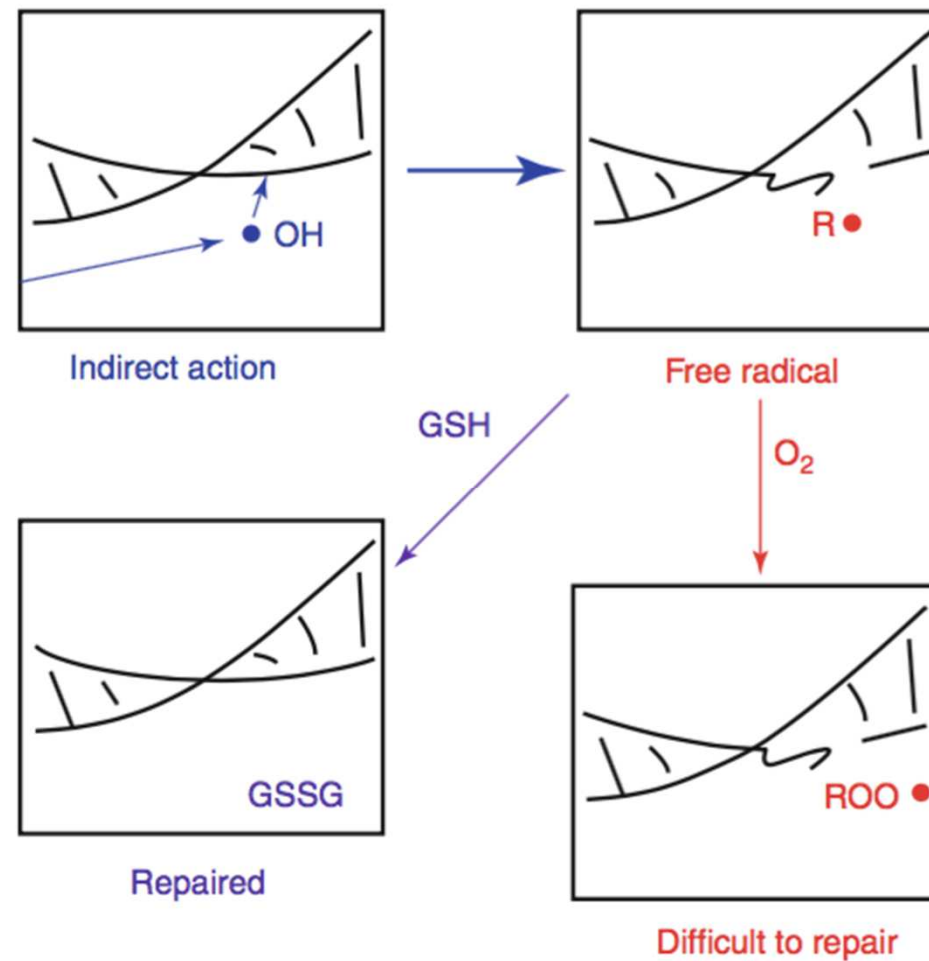 ● OH
R ●
Indirect action
Free radical
GSH
O₂
GSSG
ROO ●
Repaired
Difficult to repair